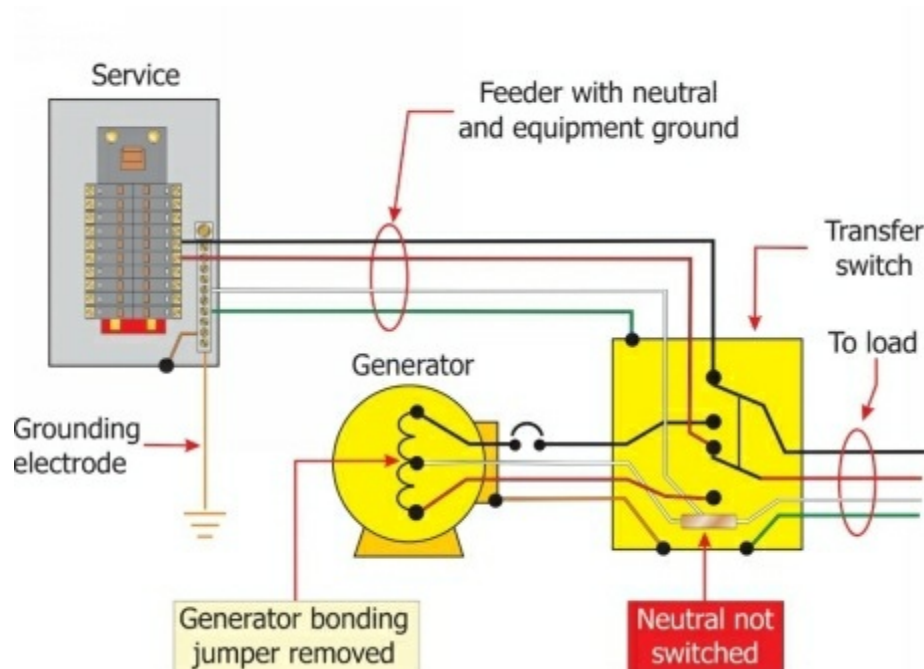 Service
Feeder with neutral
and equipment ground
Transfer
switch
To load
Generator
Grounding
electrode
Generator bonding
jumper removed
Neutral not
switched